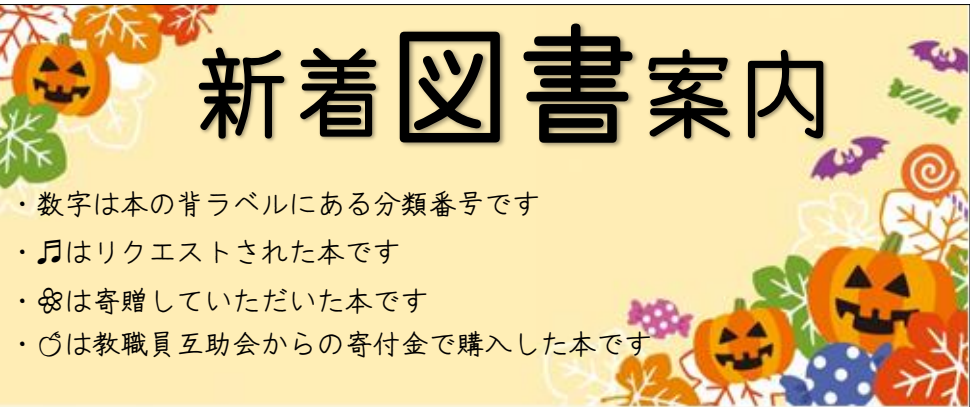 新着図書案内
・数字は本の背ラベルにある分類番号です
・♬はリクエストされた本です
・❀は寄贈していただいた本です
・🍎は教職員互助会からの寄付金で購入した本です